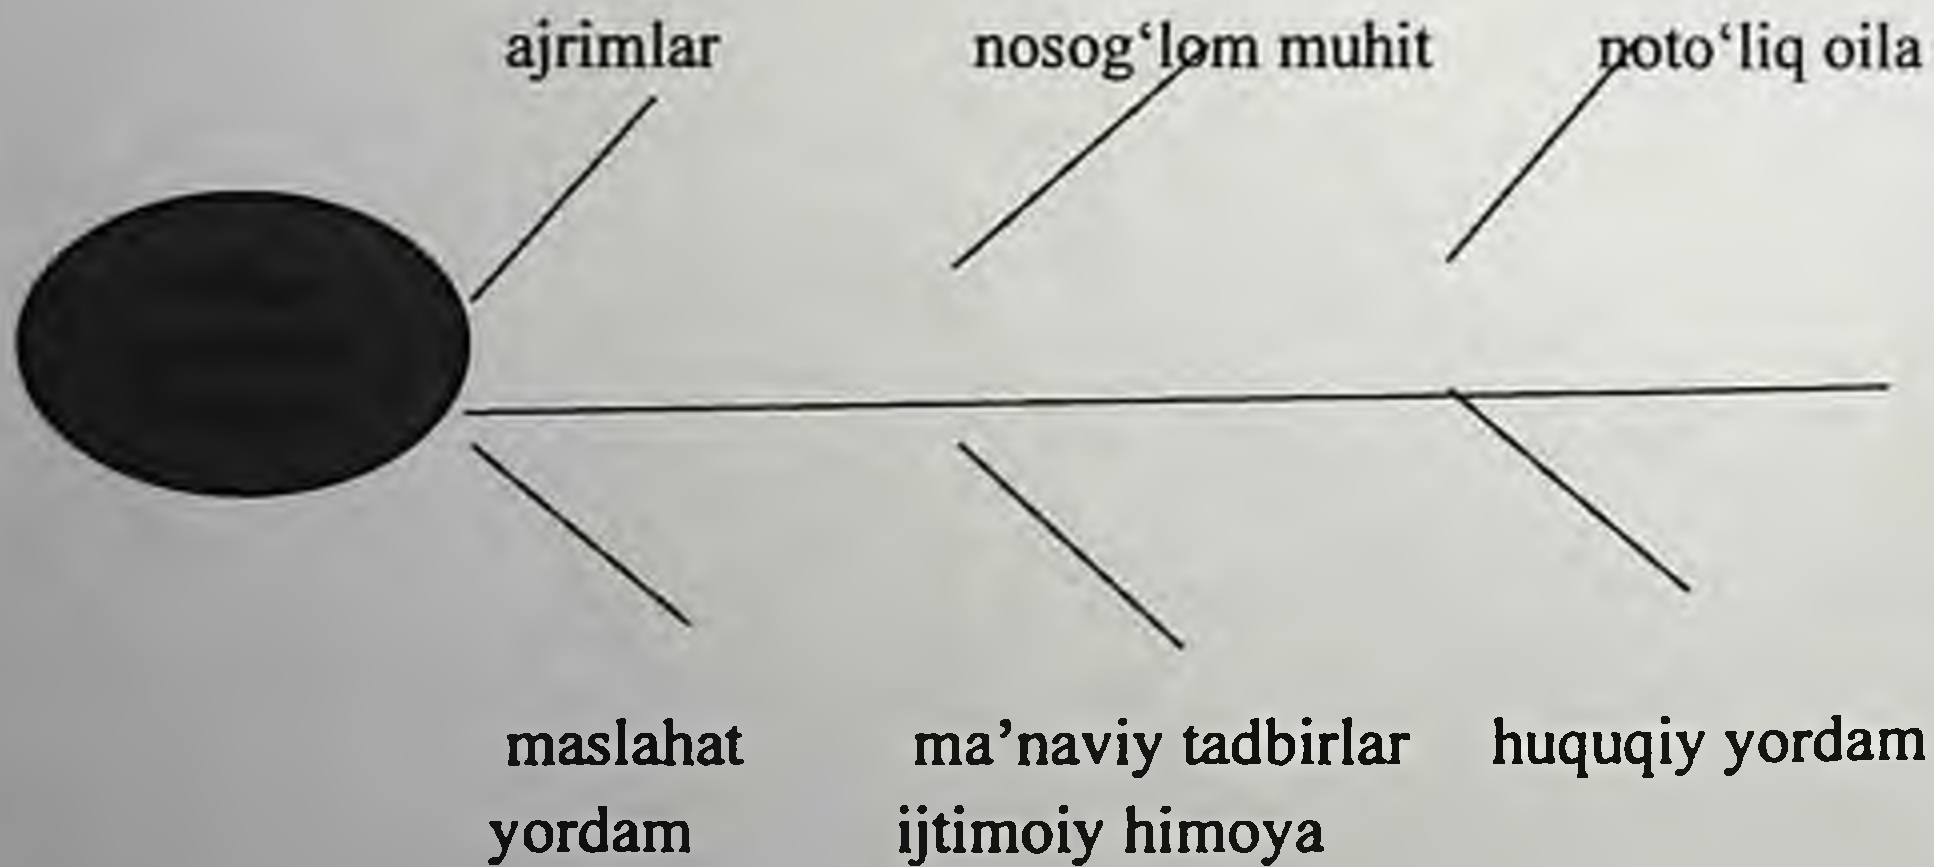 ajrimlar nosog‘lom muhit noto‘liq oila
maslahat ma’naviy tadbirlar huquqiy yordam
yordam ijtimoiy himoya